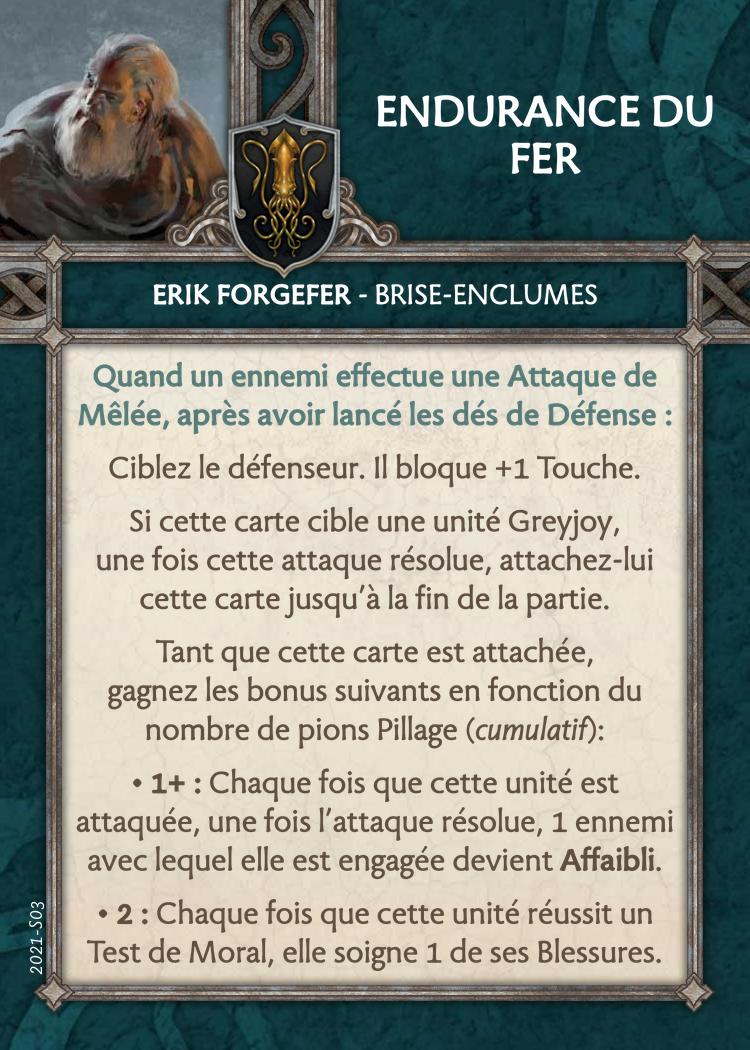 ENDURANCE DU
FER
ERIK FORGEFER - BRISE-ENCLUMES
Quand un ennemi effectue une Attaque de
Mêlée, après avoir lancé les dés de Défense :
Ciblez le défenseur. Il bloque +1 Touche.
Si cette carte cible une unité Greyjoy,
une fois cette attaque résolue, attachez-lui
cette carte jusqu'à la fin de la partie.
Tant que cette carte est attachée,
gagnez les bonus suivants en fonction du
nombre de pions Pillage (cumulatif):
• 1+ : Chaque fois que cette unité est
attaquée, une fois l'attaque résolue, 1 ennemi
avec lequel elle est engagée devient Affaibli.
• 2 : Chaque fois que cette unité réussit un
Test de Moral, elle soigne 1 de ses Blessures.
2021-S03